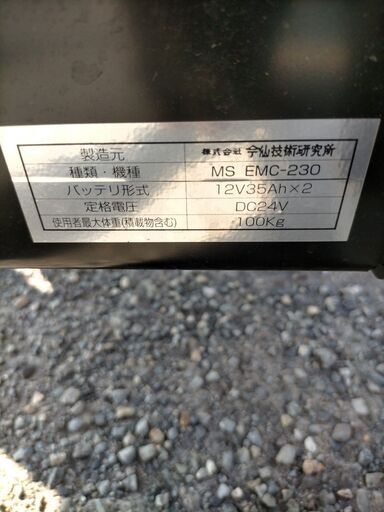 製造元 株式会社 今仙技術研究所
種類・機種 MS EMC-230
バッテリ形式 12V35Ah×2
定格電圧 DC24V
使用者最大体重(積載物含む) 100Kg